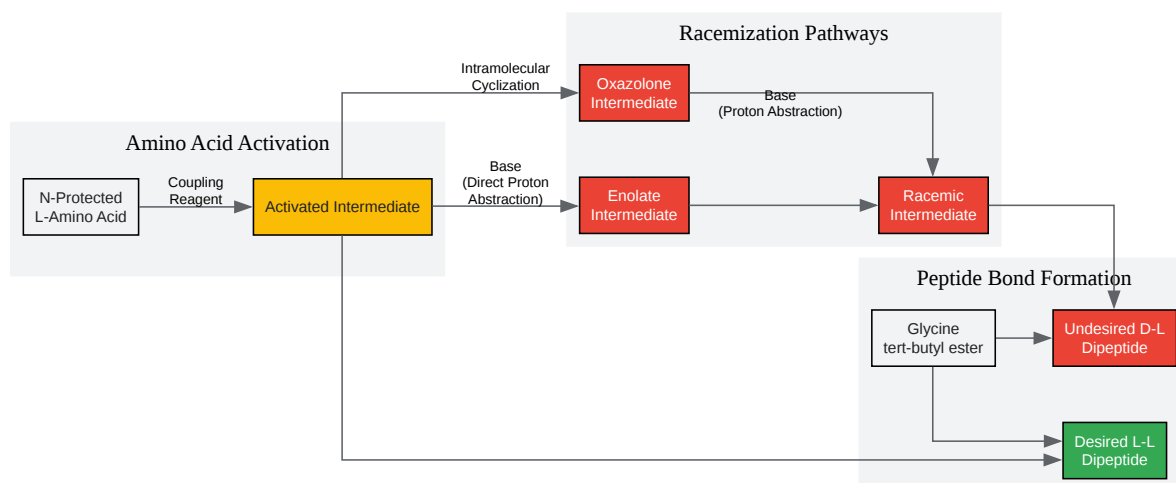 Racemization Pathways
Intramolecular
Cyclization
Oxazolone
Intermediate
Base
(Proton Abstraction)
Amino Acid Activation
N-Protected
L-Amino Acid
Coupling
Reagent
Activated Intermediate
Base
(Direct Proton
Abstraction)
Enolate
Intermediate
Racemic
Intermediate
Peptide Bond Formation
Glycine
tert-butyl ester
Undesired D-L
Dipeptide
Desired L-L
Dipeptide